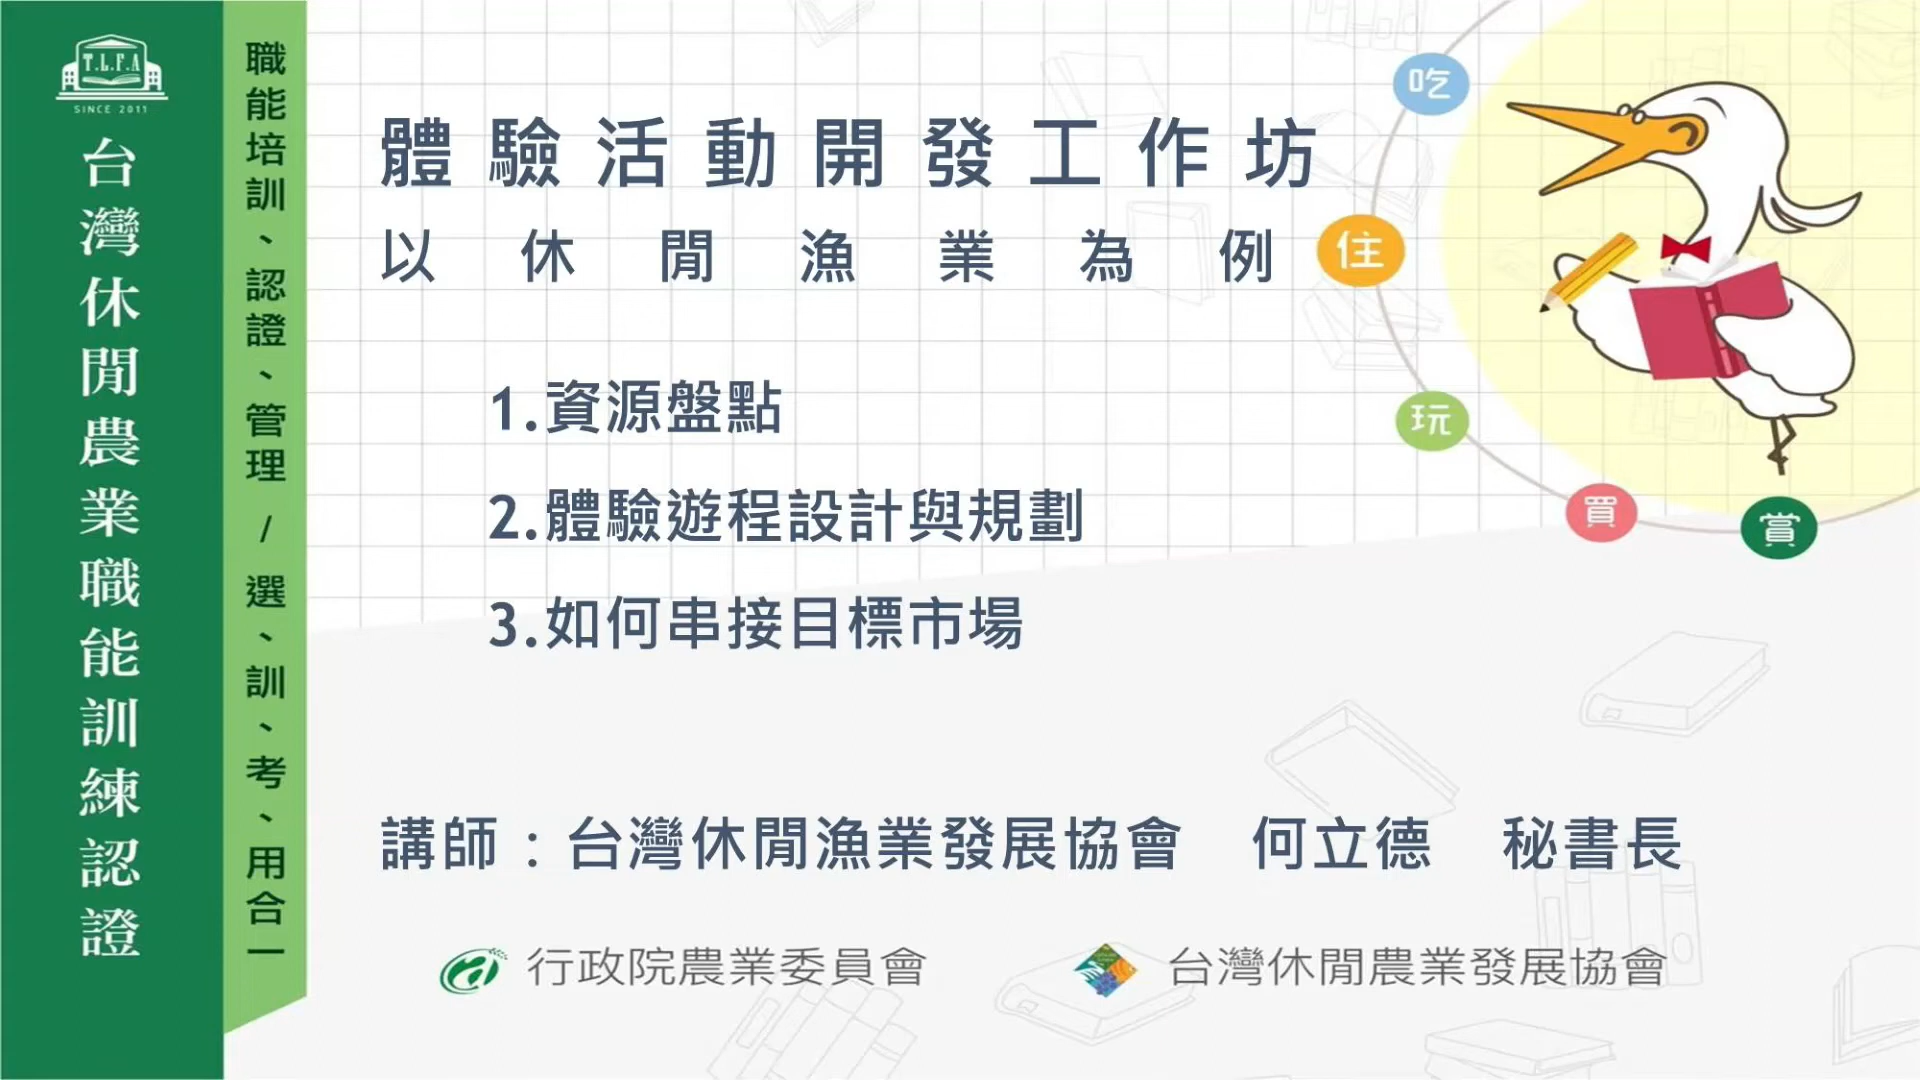 T.L.F.A
SINCE 2011
台灣休閒農業職能訓練認證
職能培訓、認證、管理/選、訓、考、用合一
體驗活動開發工作坊
以休閒漁業為例
1.資源盤點
2.體驗遊程設計與規劃
3.如何串接目標市場
吃
住
玩
買
賞
講師：台灣休閒漁業發展協會 何立德 秘書長
行政院農業委員會
台灣休閒農業發展協會